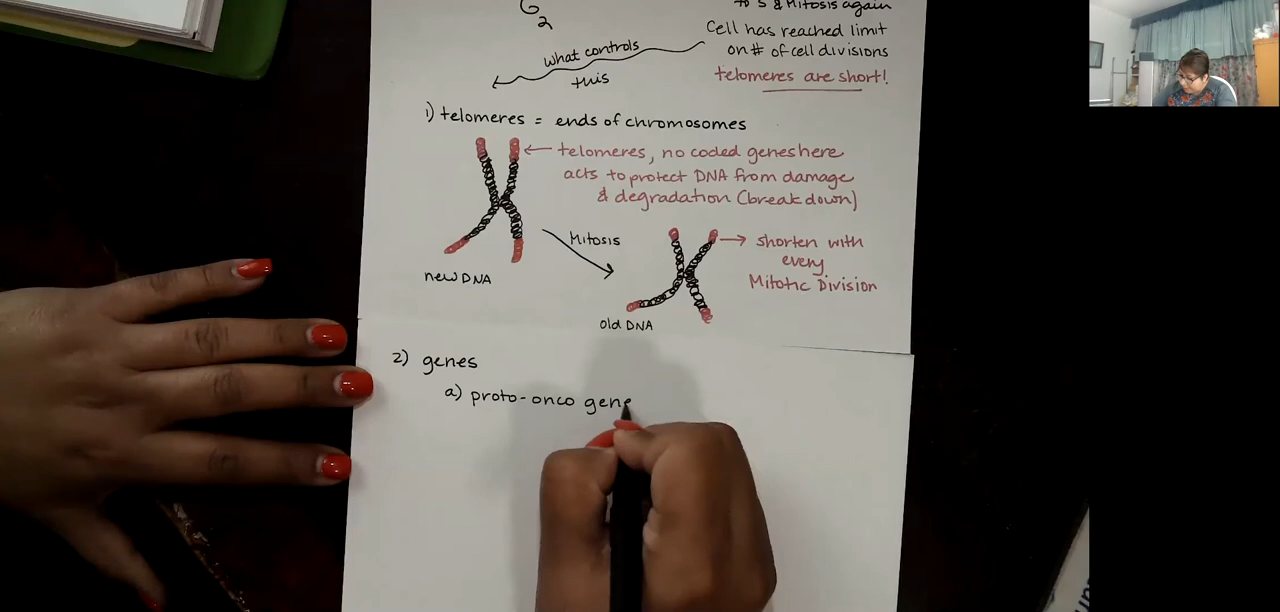 G2
to S & Mitosis again
Cell has reached limit
on # of cell divisions
telomeres are short!
what controls
this
1) telomeres = ends of chromosomes
← telomeres, no coded genes here
acts to protect DNA from damage
& degradation (breakdown)
Mitosis
→ shorten with
every
Mitotic Division
new DNA
old DNA
2) genes
a) proto-onco gene